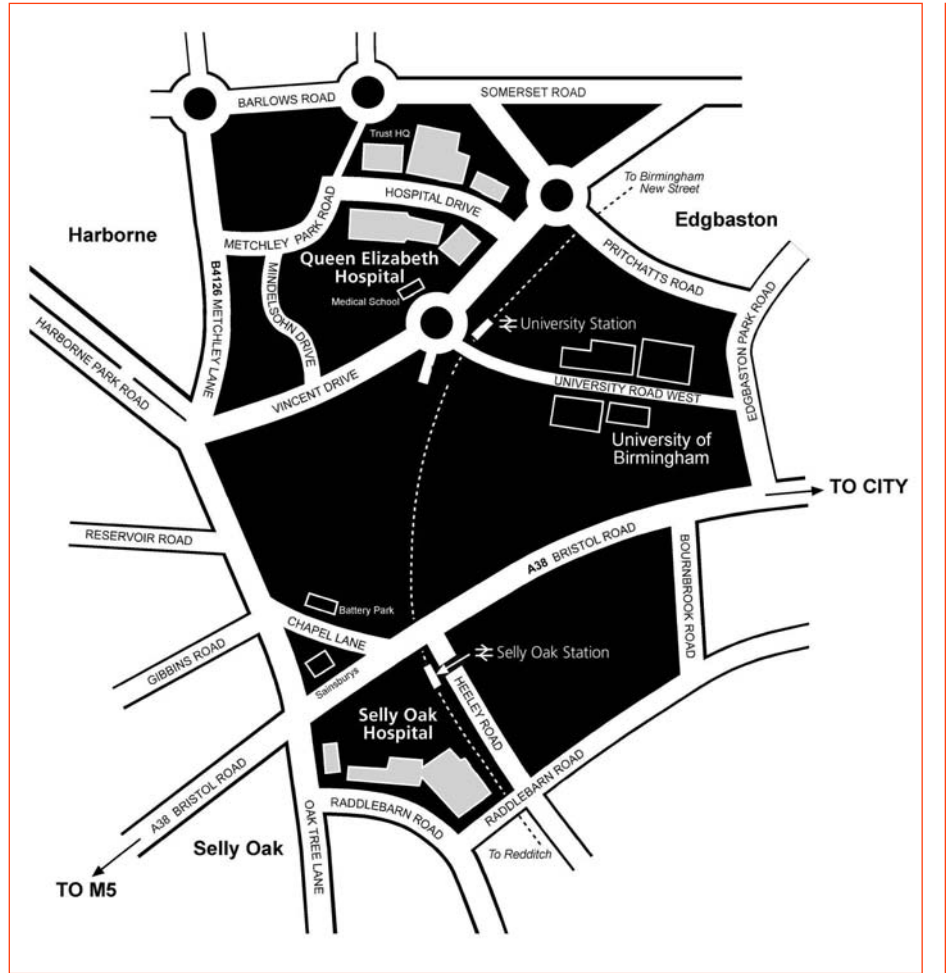 BARLOWS ROAD
SOMERSET ROAD
Trust HQ
To Birmingham
New Street
HOSPITAL DRIVE
Edgbaston
Harborne
METCHLEY PARK ROAD
PRITCHATTS ROAD
Queen Elizabeth
Hospital
B4126 METCHLEY LANE
MINDELSOHN DRIVE
Medical School
University Station
EDGBASTON PARK ROAD
HARBORNE PARK ROAD
VINCENT DRIVE
UNIVERSITY ROAD WEST
University of
Birmingham
TO CITY
RESERVOIR ROAD
A38 BRISTOL ROAD
BOURNBROOK ROAD
Battery Park
CHAPEL LANE
GIBBINS ROAD
Selly Oak Station
Sainsburys
HEELEY ROAD
Selly Oak
Hospital
A38 BRISTOL ROAD
OAK TREE LANE
RADDLEBARN ROAD
RADDLEBARN ROAD
Selly Oak
To Redditch
TO M5